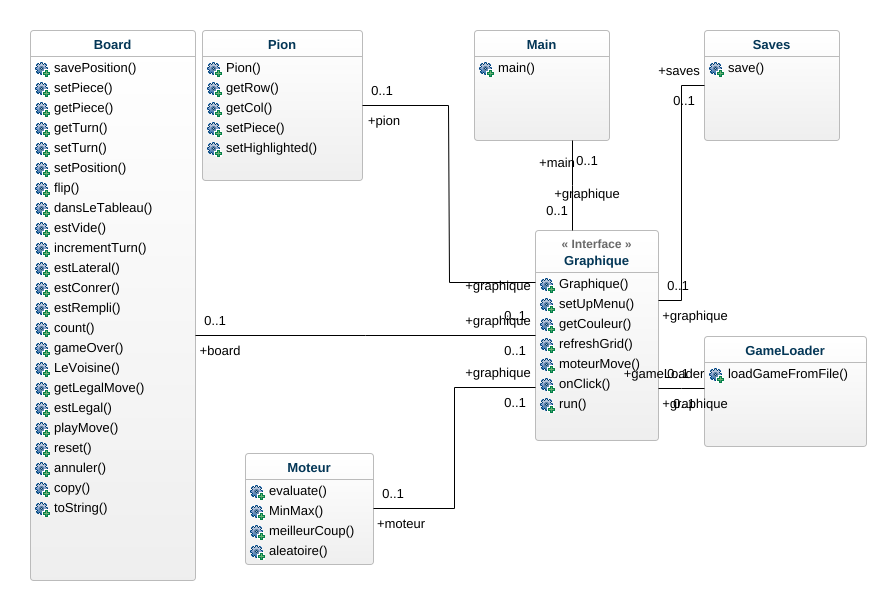 Board
savePosition()
setPiece()
getPiece()
getTurn()
setTurn()
setPosition()
flip()
dansLeTableau()
estVide()
incrementTurn()
estLateral()
estConrer()
estRempli()
count()
gameOver()
LeVoisine()
getLegalMove()
estLegal()
playMove()
reset()
annuler()
copy()
toString()
Pion
Pion()
getRow()
getCol()
setPiece()
setHighlighted()
0..1
+pion
Main
main()
+main
0..1
+graphique
0..1
Saves
save()
+saves
0..1
« Interface »
Graphique
Graphique()
setUpMenu()
getCouleur()
refreshGrid()
moteurMove()
onClick()
run()
+graphique
0..1
+graphique
0..1
+graphique
0..1
0..1
+graphique
0..1
+board
GameLoader
loadGameFromFile()
+gameLoader
0..1
+graphique
0..1
Moteur
evaluate()
MinMax()
meilleurCoup()
aleatoire()
0..1
+moteur